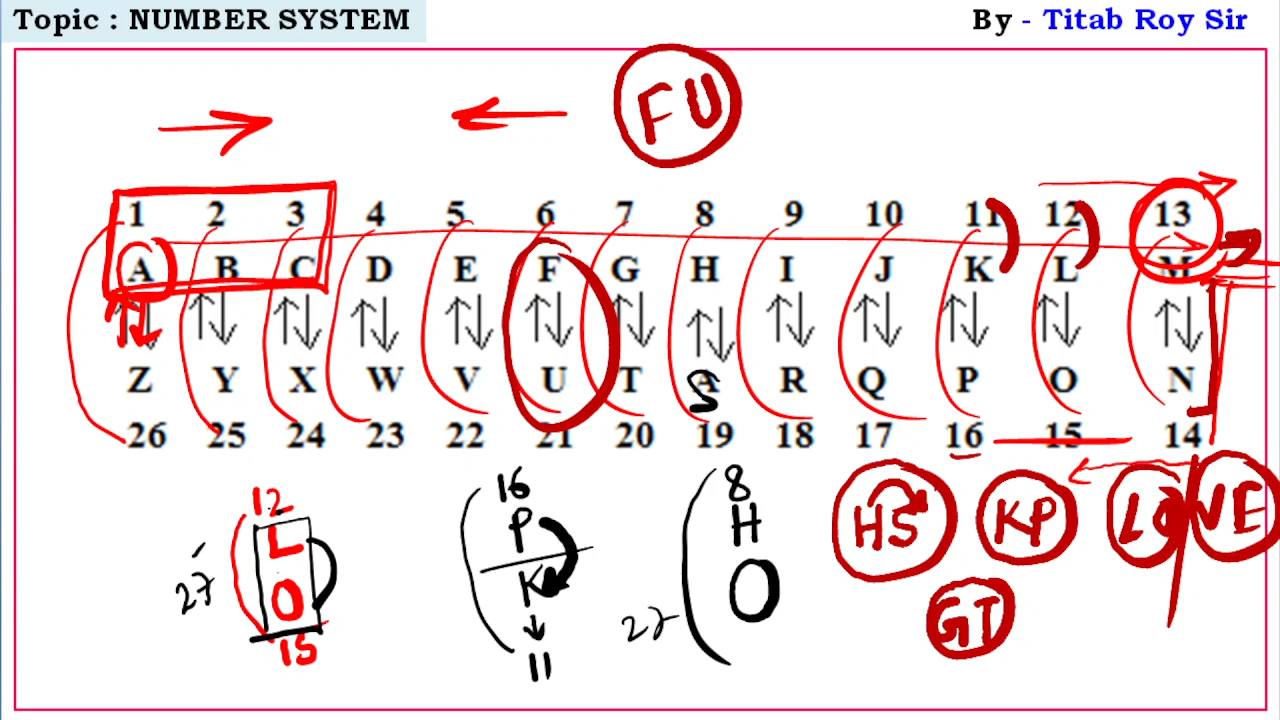 Topic : NUMBER SYSTEM
By - Titab Roy Sir
FU
1 2 3 4 5 6 7 8 9 10 11 12 13
A B C D E F G H I J K L M
Z Y X W V U T S R Q P O N
26 25 24 23 22 21 20 19 18 17 16 15 14
HS KP LO VE
GT
12
L
O
15
27
16
P
K
11
8
H
O
27